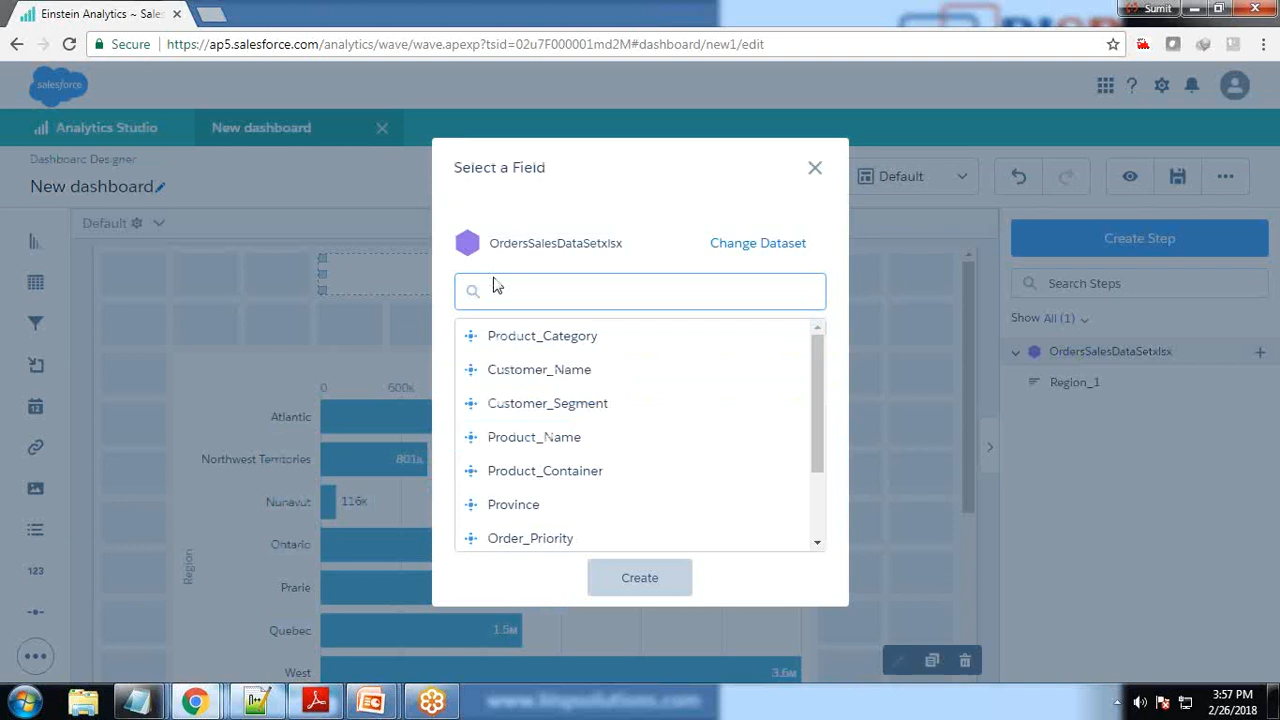 Einstein Analytics ~ Sales
Sumit
Secure
https://ap5.salesforce.com/analytics/wave/wave.apexp?tsid=02u7F000001md2M#dashboard/new1/edit
salesforce
Analytics Studio
New dashboard
Dashboard Designer
New dashboard
Default
Default
Select a Field
OrdersSalesDataSetxlsx
Change Dataset
Product_Category
Customer_Name
Customer_Segment
Product_Name
Product_Container
Province
Order_Priority
Create
Create Step
Search Steps
Show All (1)
OrdersSalesDataSetxlsx
Region_1
0
600K
Region
Atlantic
Northwest Territories
801K
Nunavut
116K
Ontario
Prarie
Quebec
1.5M
West
3.6M
123
3:57 PM
2/26/2018